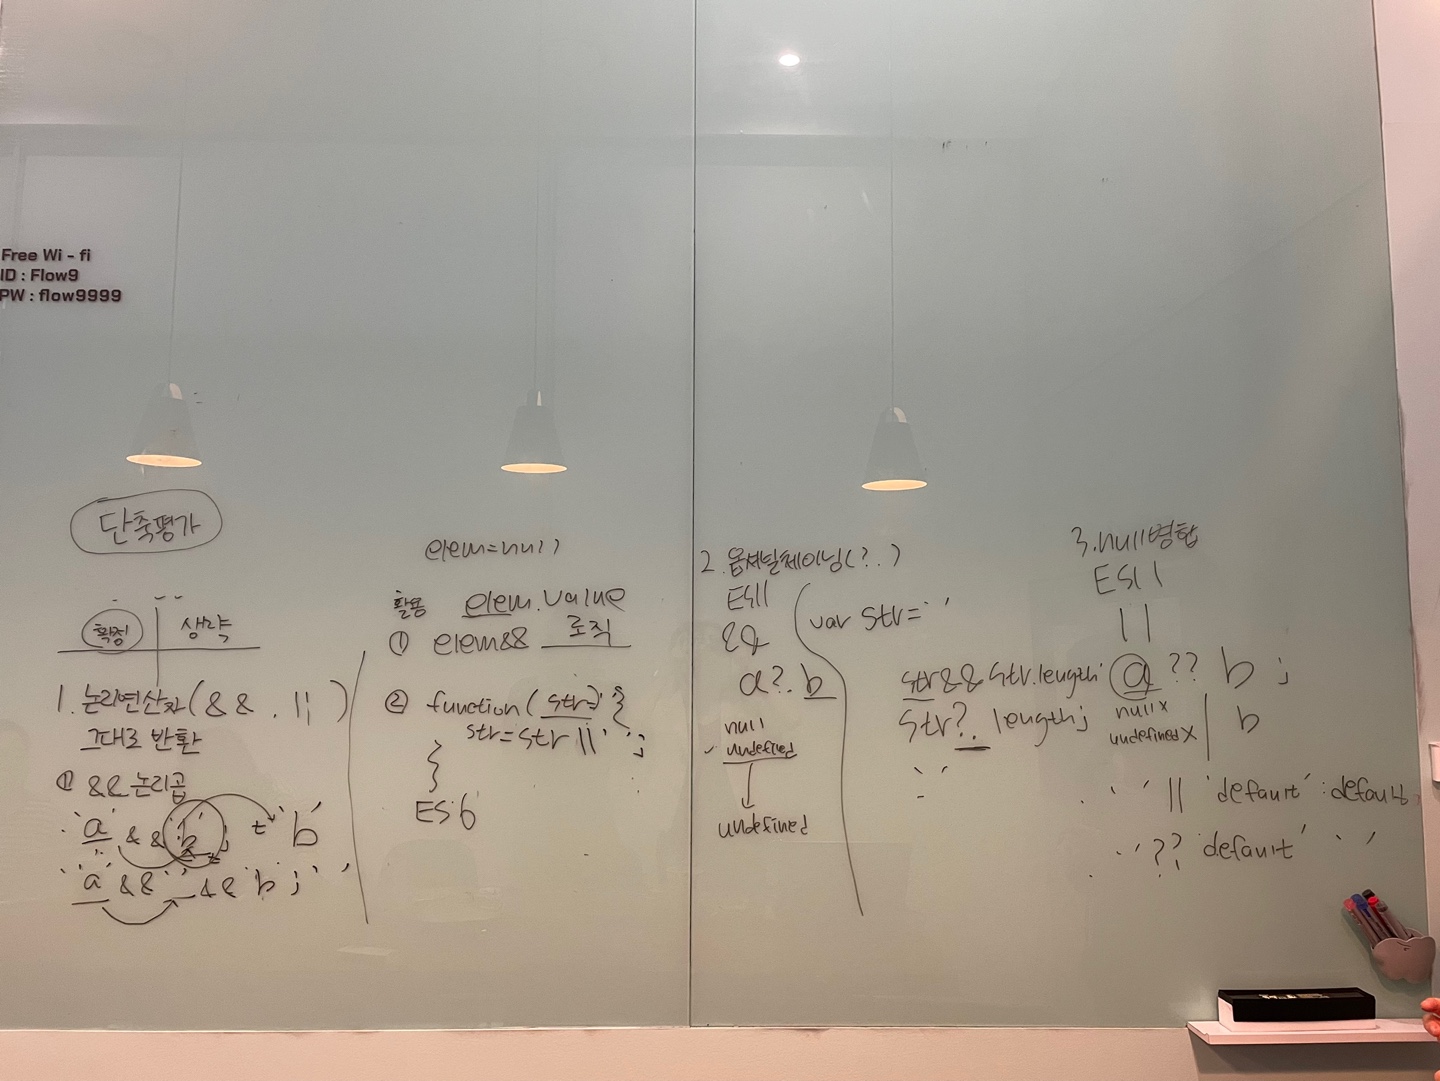 Free Wi - fi
ID : Flow9
PW : flow9999
단축평가
확정 생략
1. 논리연산자(&& , ||)
그대로 반환
① && 논리곱
'a' && 'b'; 'b'
'a' && '' && 'b'; ''
elem=null
활용 elem.value
① elem&& 로직
② function(str=''{
str=str || '';
}
ES6
2. 옵셔널체이닝(?.)
ES11
&&
a?.b
null
undefined
undefined
var str=''
str&&str.length;
str?.length;
''
3. null병합
ES11
||
a ?? b ;
null x
undefined x
b
'' || 'default' : default
'' ?? 'default' ''